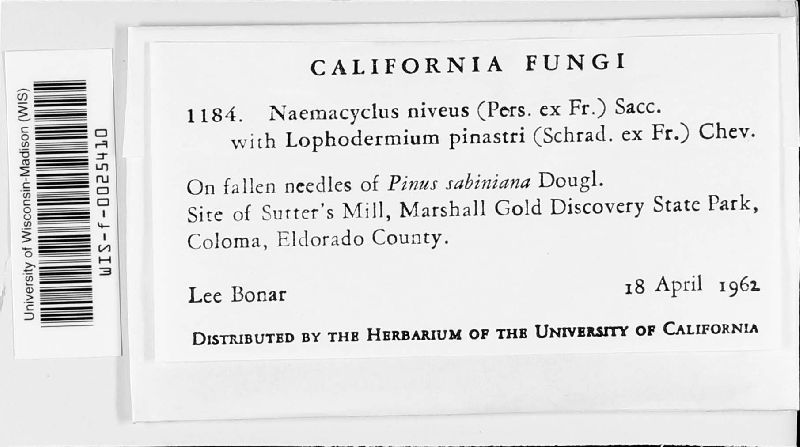 CALIFORNIA FUNGI
1184. Naemacyclus niveus (Pers. ex Fr.) Sacc.
with Lophodermium pinastri (Schrad. ex Fr.) Chev.
On fallen needles of Pinus sabiniana Dougl.
Site of Sutter's Mill, Marshall Gold Discovery State Park,
Coloma, Eldorado County.
Lee Bonar 18 April 1962
DISTRIBUTED BY THE HERBARIUM OF THE UNIVERSITY OF CALIFORNIA
University of Wisconsin-Madison (WIS)
WIS-f-0025410